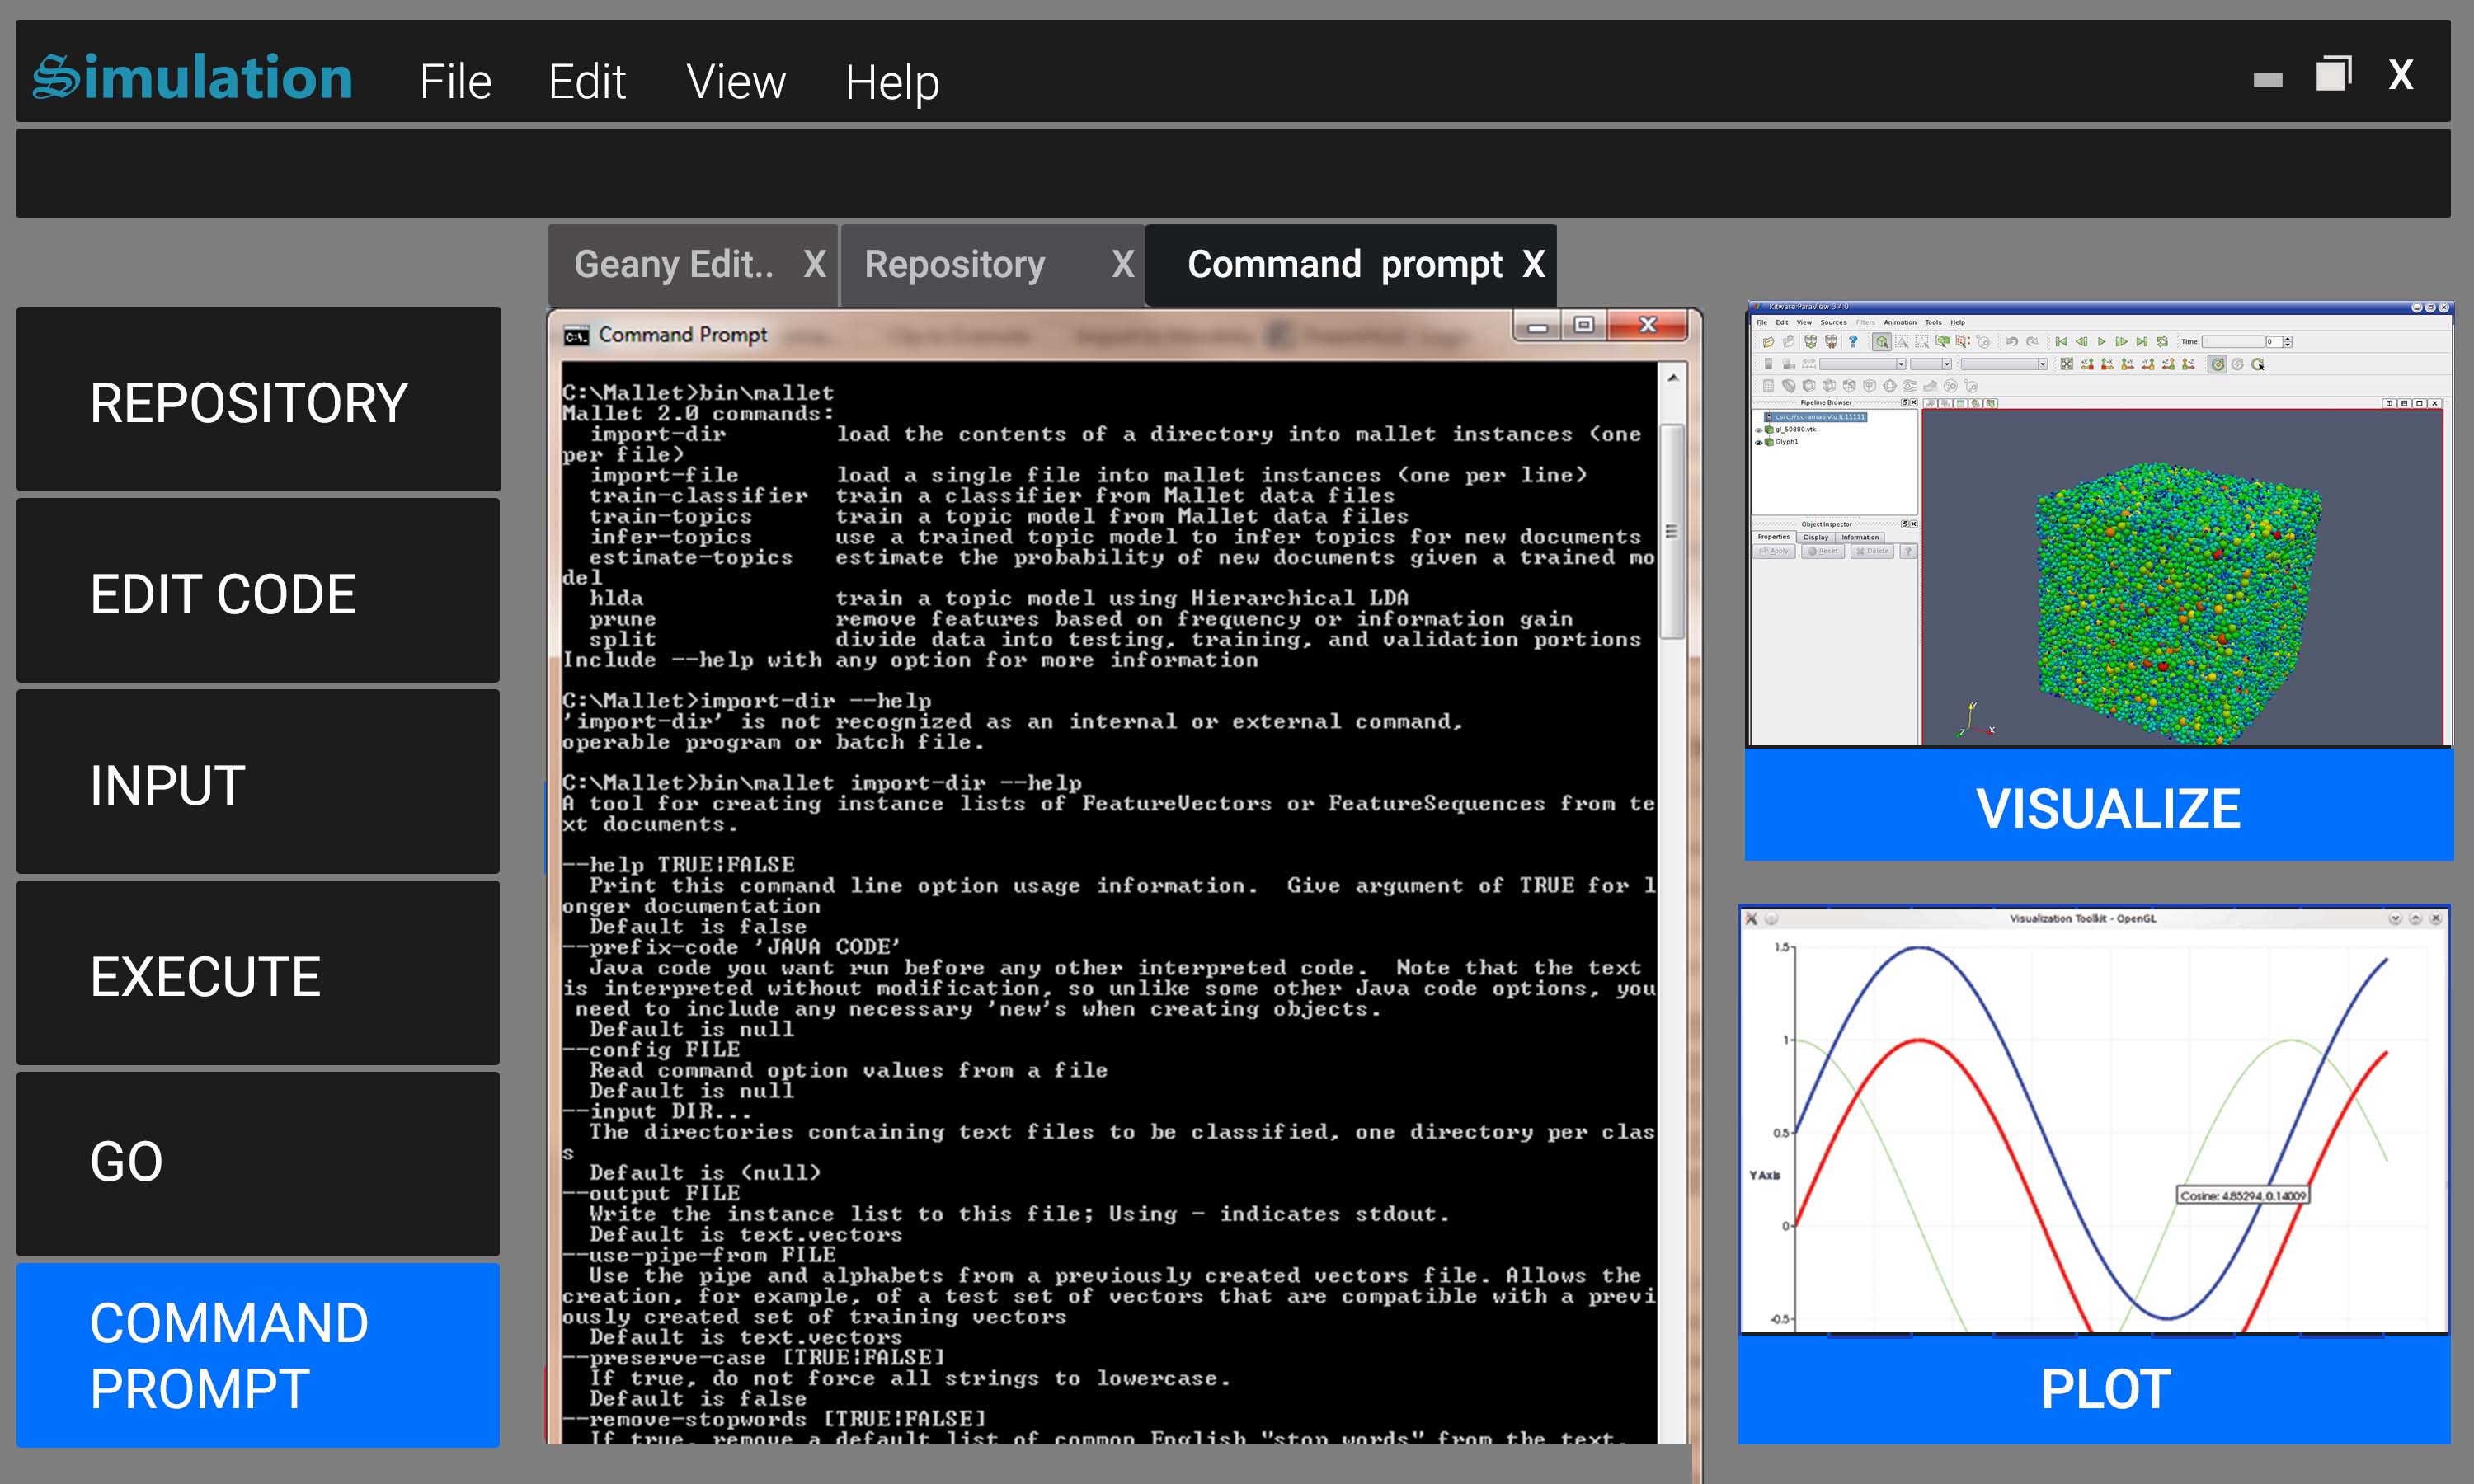 Simulation File Edit View Help X
Geany Edit.. X Repository X Command prompt X
REPOSITORY
EDIT CODE
INPUT
EXECUTE
GO
COMMAND
PROMPT
C:\. Command Prompt
C:\Mallet>bin\mallet
Mallet 2.0 commands:
import-dir load the contents of a directory into mallet instances (one
per file)
import-file load a single file into mallet instances (one per line)
train-classifier train a classifier from Mallet data files
train-topics train a topic model from Mallet data files
infer-topics use a trained topic model to infer topics for new documents
estimate-topics estimate the probability of new documents given a trained mo
del
hlda train a topic model using Hierarchical LDA
prune remove features based on frequency or information gain
split divide data into testing, training, and validation portions
Include --help with any option for more information
C:\Mallet>import-dir --help
'import-dir' is not recognized as an internal or external command,
operable program or batch file.
C:\Mallet>bin\mallet import-dir --help
A tool for creating instance lists of FeatureVectors or FeatureSequences from te
xt documents.
--help TRUE|FALSE
Print this command line option usage information. Give argument of TRUE for l
onger documentation
Default is false
--prefix-code 'JAVA CODE'
Java code you want run before any other interpreted code. Note that the text
is interpreted without modification, so unlike some other Java code options, you
need to include any necessary 'new's when creating objects.
Default is null
--config FILE
Read command option values from a file
Default is null
--input DIR...
The directories containing text files to be classified, one directory per clas
s
Default is (null)
--output FILE
Write the instance list to this file; Using - indicates stdout.
Default is text.vectors
--use-pipe-from FILE
Use the pipe and alphabets from a previously created vectors file. Allows the
creation, for example, of a test set of vectors that are compatible with a previ
ously created set of training vectors
Default is text.vectors
--preserve-case [TRUE|FALSE]
If true, do not force all strings to lowercase.
Default is false
--remove-stopwords [TRUE|FALSE]
If true, remove a default list of common English "stop words" from the text.
Kitware ParaView 3.4.0
File Edit View Sources Filters Animation Tools Help
Time: 0
Pipeline Browser
gl_50880.vtk
Glyph1
Object Inspector
Properties Display Information
Apply Reset Delete ?
Y
Z X
VISUALIZE
Visualization Toolkit - OpenGL
1.5
1
0.5
Y Axis
Cosine: 4.85294, 0.14009
0
-0.5
PLOT